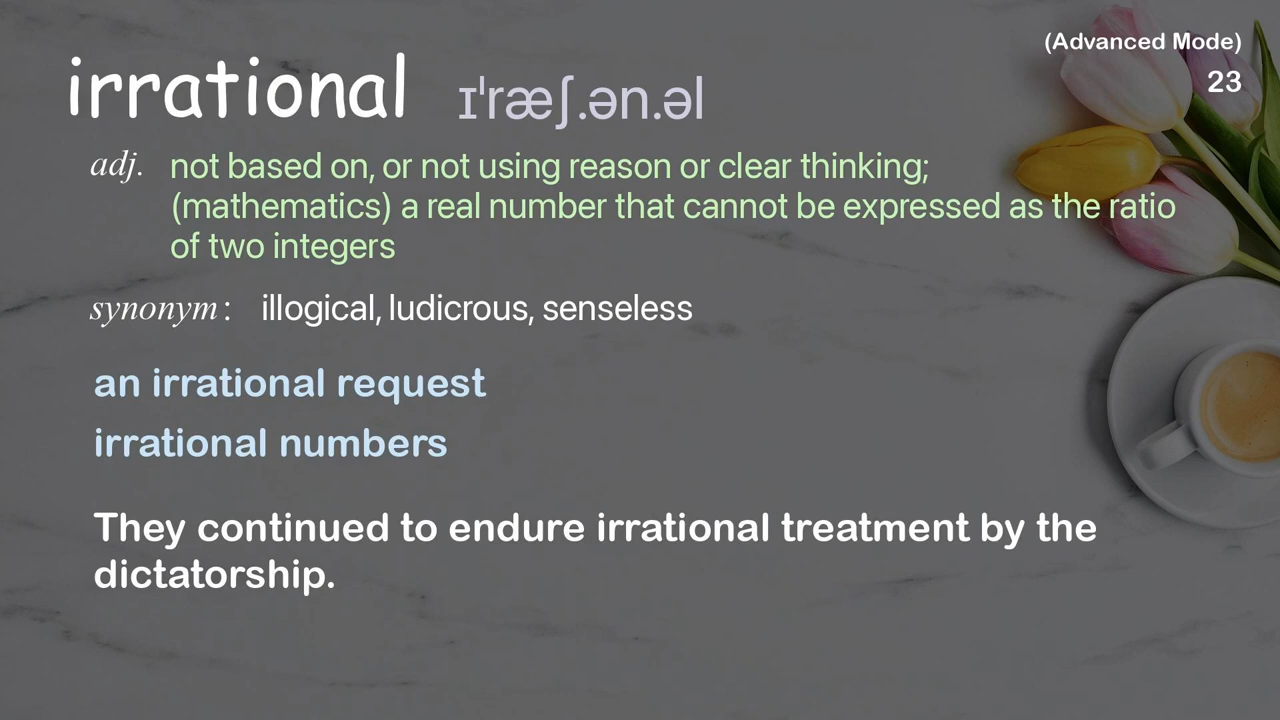 (Advanced Mode)
23
irrational ɪˈræʃ.ən.əl
adj. not based on, or not using reason or clear thinking;
(mathematics) a real number that cannot be expressed as the ratio
of two integers
synonym: illogical, ludicrous, senseless
an irrational request
irrational numbers
They continued to endure irrational treatment by the
dictatorship.